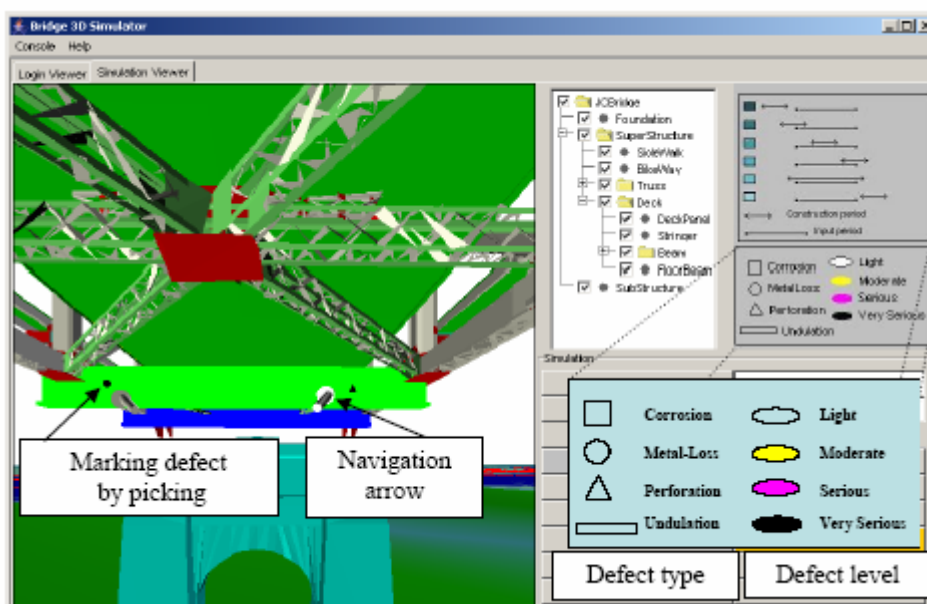 Bridge 3D Simulator
Console Help
Login Viewer Simulation Viewer
JCBridge
Foundation
SuperStructure
SideWalk
BikeWay
Truss
Deck
DeckPanel
Stringer
Beam
FloorBeam
SubStructure
Construction period
Input period
Corrosion Light
MetalLoss Moderate
Perforation Serious
Undulation Very Serious
Simulation
Corrosion Light
Metal-Loss Moderate
Perforation Serious
Undulation Very Serious
Defect type Defect level
Marking defect
by picking
Navigation
arrow